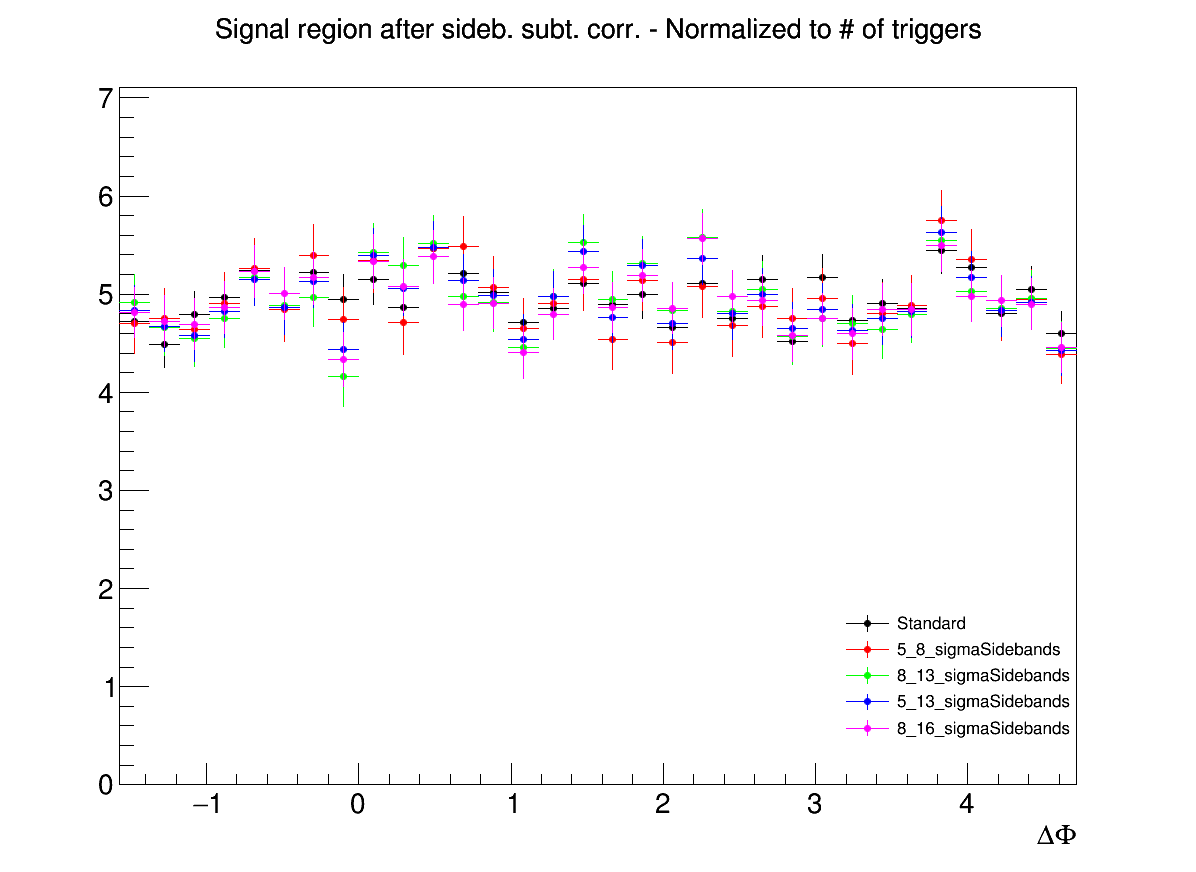 Signal region after sideb. subt. corr. - Normalized to # of triggers
7
6
5
4
3
2
1
0
−1 0 1 2 3 4
ΔΦ
Standard
5_8_sigmaSidebands
8_13_sigmaSidebands
5_13_sigmaSidebands
8_16_sigmaSidebands